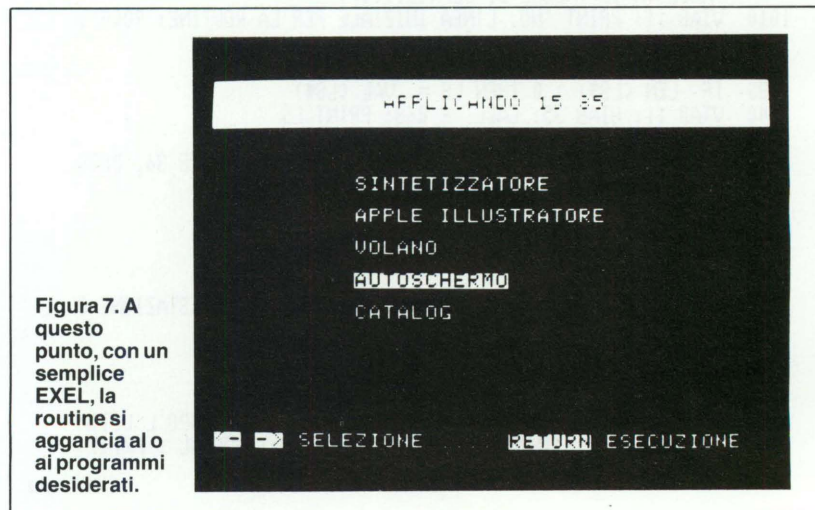 APPLICANDO 15 85
SINTETIZZATORE
APPLE ILLUSTRATORE
VOLANO
AUTOSCHERMO
CATALOG
<- -> SELEZIONE RETURN ESECUZIONE
Figura 7. A
questo
punto, con un
semplice
EXEL, la
routine si
aggancia al o
ai programmi
desiderati.